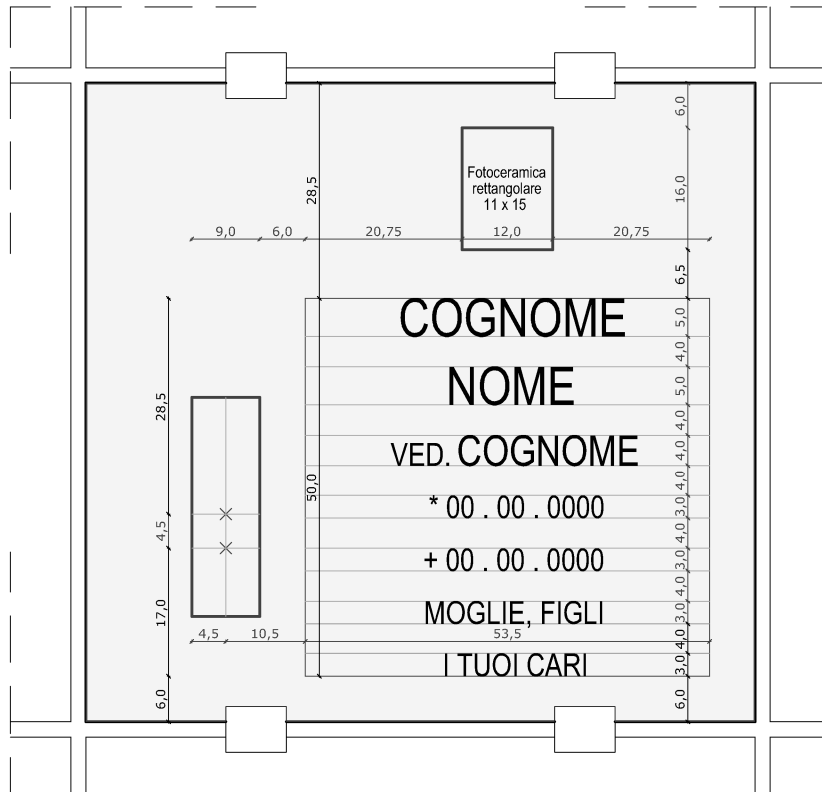 6,0
28,5
16,0
Fotoceramica
rettangolare
11 x 15
9,0 6,0 20,75 12,0 20,75
6,5
COGNOME 5,0
4,0
NOME 5,0
4,0
28,5
VED. COGNOME 4,0
4,0
50,0
* 00 . 00 . 0000 3,0
4,5 4,0
+ 00 . 00 . 0000 3,0
4,0
17,0 MOGLIE, FIGLI 3,0
4,5 10,5 53,5 4,0
I TUOI CARI 3,0
6,0 6,0